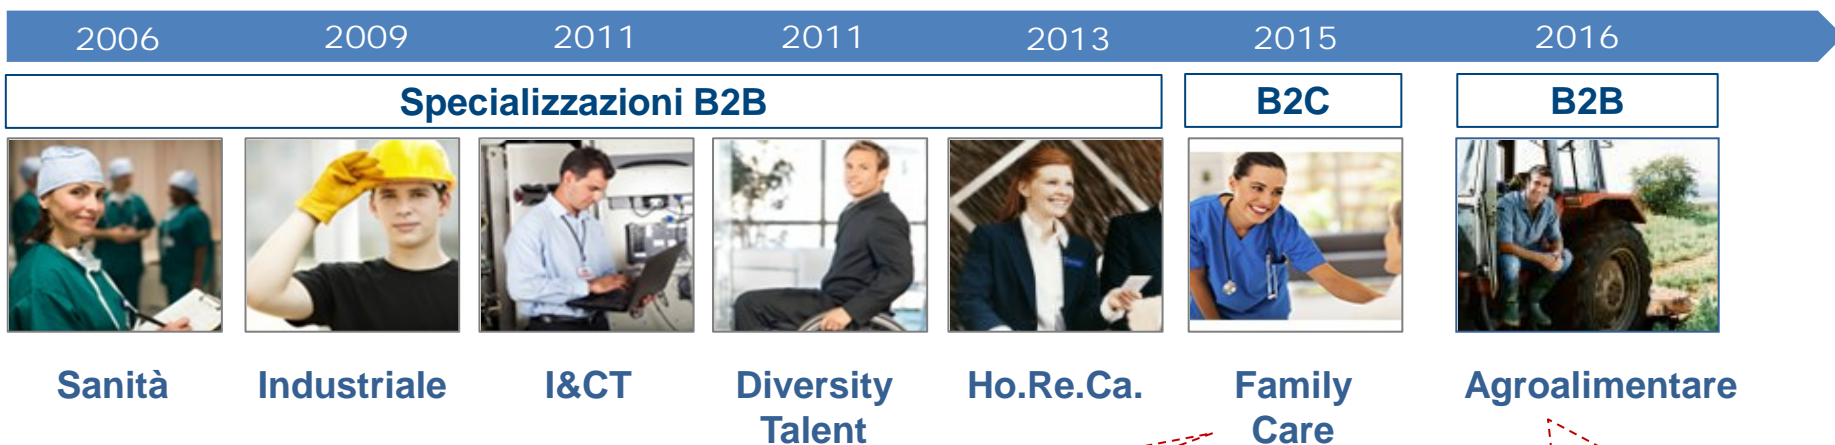 2006 2009 2011 2011 2013 2015 2016
Specializzazioni B2B B2C B2B
Sanità Industriale I&CT Diversity Ho.Re.Ca. Family Agroalimentare
Talent Care